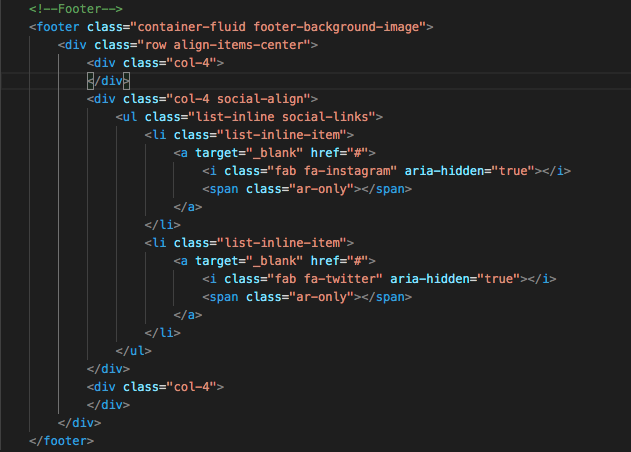 <!--Footer-->
<footer class="container-fluid footer-background-image">
<div class="row align-items-center">
<div class="col-4">
</div>
<div class="col-4 social-align">
<ul class="list-inline social-links">
<li class="list-inline-item">
<a target="_blank" href="#">
<i class="fab fa-instagram" aria-hidden="true"></i>
<span class="ar-only"></span>
</a>
</li>
<li class="list-inline-item">
<a target="_blank" href="#">
<i class="fab fa-twitter" aria-hidden="true"></i>
<span class="ar-only"></span>
</a>
</li>
</ul>
</div>
<div class="col-4">
</div>
</div>
</footer>